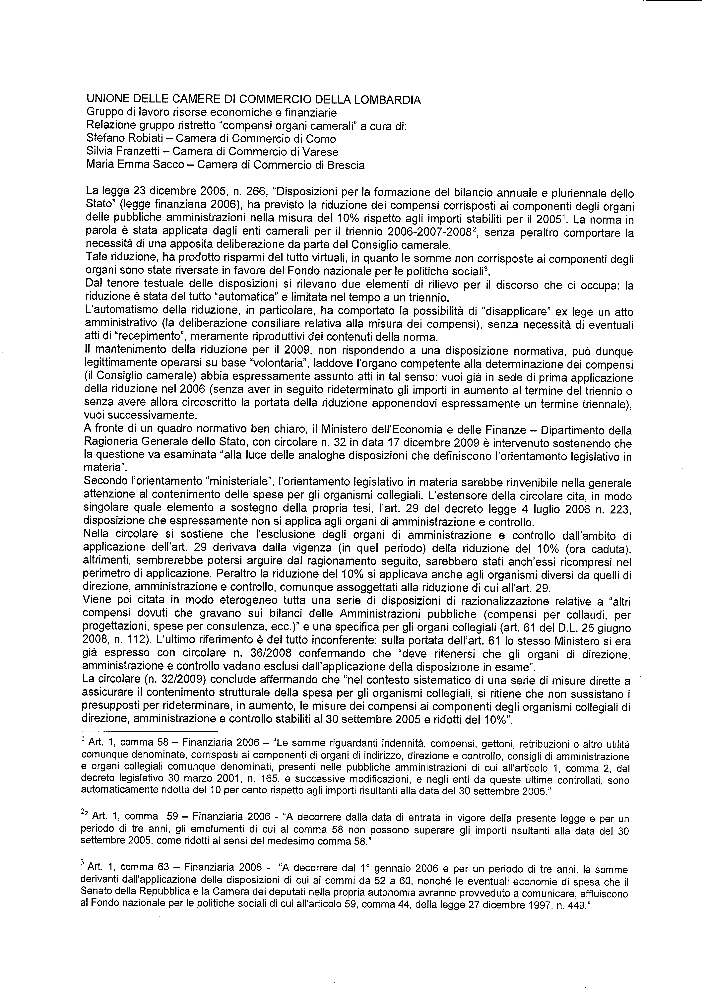 UNIONE DELLE CAMERE DI COMMERCIO DELLA LOMBARDIA
Gruppo di lavoro risorse economiche e finanziarie
Relazione gruppo ristretto “compensi organi camerali” a cura di:
Stefano Robiati – Camera di Commercio di Como
Silvia Franzetti – Camera di Commercio di Varese
Maria Emma Sacco – Camera di Commercio di Brescia
La legge 23 dicembre 2005, n. 266, “Disposizioni per la formazione del bilancio annuale e pluriennale dello
Stato” (legge finanziaria 2006), ha previsto la riduzione dei compensi corrisposti ai componenti degli organi
delle pubbliche amministrazioni nella misura del 10% rispetto agli importi stabiliti per il 2005¹. La norma in
parola è stata applicata dagli enti camerali per il triennio 2006-2007-2008², senza peraltro comportare la
necessità di una apposita deliberazione da parte del Consiglio camerale.
Tale riduzione, ha prodotto risparmi del tutto virtuali, in quanto le somme non corrisposte ai componenti degli
organi sono state riversate in favore del Fondo nazionale per le politiche sociali³.
Dal tenore testuale delle disposizioni si rilevano due elementi di rilievo per il discorso che ci occupa: la
riduzione è stata del tutto “automatica” e limitata nel tempo a un triennio.
L’automatismo della riduzione, in particolare, ha comportato la possibilità di “disapplicare” ex lege un atto
amministrativo (la deliberazione consiliare relativa alla misura dei compensi), senza necessità di eventuali
atti di “recepimento”, meramente riproduttivi dei contenuti della norma.
Il mantenimento della riduzione per il 2009, non rispondendo a una disposizione normativa, può dunque
legittimamente operarsi su base “volontaria”, laddove l’organo competente alla determinazione dei compensi
(il Consiglio camerale) abbia espressamente assunto atti in tal senso: vuoi già in sede di prima applicazione
della riduzione nel 2006 (senza aver in seguito rideterminato gli importi in aumento al termine del triennio o
senza avere allora circoscritto la portata della riduzione apponendovi espressamente un termine triennale),
vuoi successivamente.
A fronte di un quadro normativo ben chiaro, il Ministero dell’Economia e delle Finanze – Dipartimento della
Ragioneria Generale dello Stato, con circolare n. 32 in data 17 dicembre 2009 è intervenuto sostenendo che
la questione va esaminata “alla luce delle analoghe disposizioni che definiscono l’orientamento legislativo in
materia”.
Secondo l’orientamento “ministeriale”, l’orientamento legislativo in materia sarebbe rinvenibile nella generale
attenzione al contenimento delle spese per gli organismi collegiali. L’estensore della circolare cita, in modo
singolare quale elemento a sostegno della propria tesi, l’art. 29 del decreto legge 4 luglio 2006 n. 223,
disposizione che espressamente non si applica agli organi di amministrazione e controllo.
Nella circolare si sostiene che l’esclusione degli organi di amministrazione e controllo dall’ambito di
applicazione dell’art. 29 derivava dalla vigenza (in quel periodo) della riduzione del 10% (ora caduta),
altrimenti, sembrerebbe potersi arguire dal ragionamento seguito, sarebbero stati anch’essi ricompresi nel
perimetro di applicazione. Peraltro la riduzione del 10% si applicava anche agli organismi diversi da quelli di
direzione, amministrazione e controllo, comunque assoggettati alla riduzione di cui all’art. 29.
Viene poi citata in modo eterogeneo tutta una serie di disposizioni di razionalizzazione relative a “altri
compensi dovuti che gravano sui bilanci delle Amministrazioni pubbliche (compensi per collaudi, per
progettazioni, spese per consulenza, ecc.)” e una specifica per gli organi collegiali (art. 61 del D.L. 25 giugno
2008, n. 112). L’ultimo riferimento è del tutto inconferente: sulla portata dell’art. 61 lo stesso Ministero si era
già espresso con circolare n. 36/2008 confermando che “deve ritenersi che gli organi di direzione,
amministrazione e controllo vadano esclusi dall’applicazione della disposizione in esame”.
La circolare (n. 32/2009) conclude affermando che “nel contesto sistematico di una serie di misure dirette a
assicurare il contenimento strutturale della spesa per gli organismi collegiali, si ritiene che non sussistano i
presupposti per rideterminare, in aumento, le misure dei compensi ai componenti degli organismi collegiali di
direzione, amministrazione e controllo stabiliti al 30 settembre 2005 e ridotti del 10%”.
¹ Art. 1, comma 58 – Finanziaria 2006 – “Le somme riguardanti indennità, compensi, gettoni, retribuzioni o altre utilità
comunque denominate, corrisposti ai componenti di organi di indirizzo, direzione e controllo, consigli di amministrazione
e organi collegiali comunque denominati, presenti nelle pubbliche amministrazioni di cui all'articolo 1, comma 2, del
decreto legislativo 30 marzo 2001, n. 165, e successive modificazioni, e negli enti da queste ultime controllati, sono
automaticamente ridotte del 10 per cento rispetto agli importi risultanti alla data del 30 settembre 2005.”
²² Art. 1, comma 59 – Finanziaria 2006 - “A decorrere dalla data di entrata in vigore della presente legge e per un
periodo di tre anni, gli emolumenti di cui al comma 58 non possono superare gli importi risultanti alla data del 30
settembre 2005, come ridotti ai sensi del medesimo comma 58.”
³ Art. 1, comma 63 – Finanziaria 2006 - “A decorrere dal 1° gennaio 2006 e per un periodo di tre anni, le somme
derivanti dall'applicazione delle disposizioni di cui ai commi da 52 a 60, nonché le eventuali economie di spesa che il
Senato della Repubblica e la Camera dei deputati nella propria autonomia avranno provveduto a comunicare, affluiscono
al Fondo nazionale per le politiche sociali di cui all'articolo 59, comma 44, della legge 27 dicembre 1997, n. 449.”